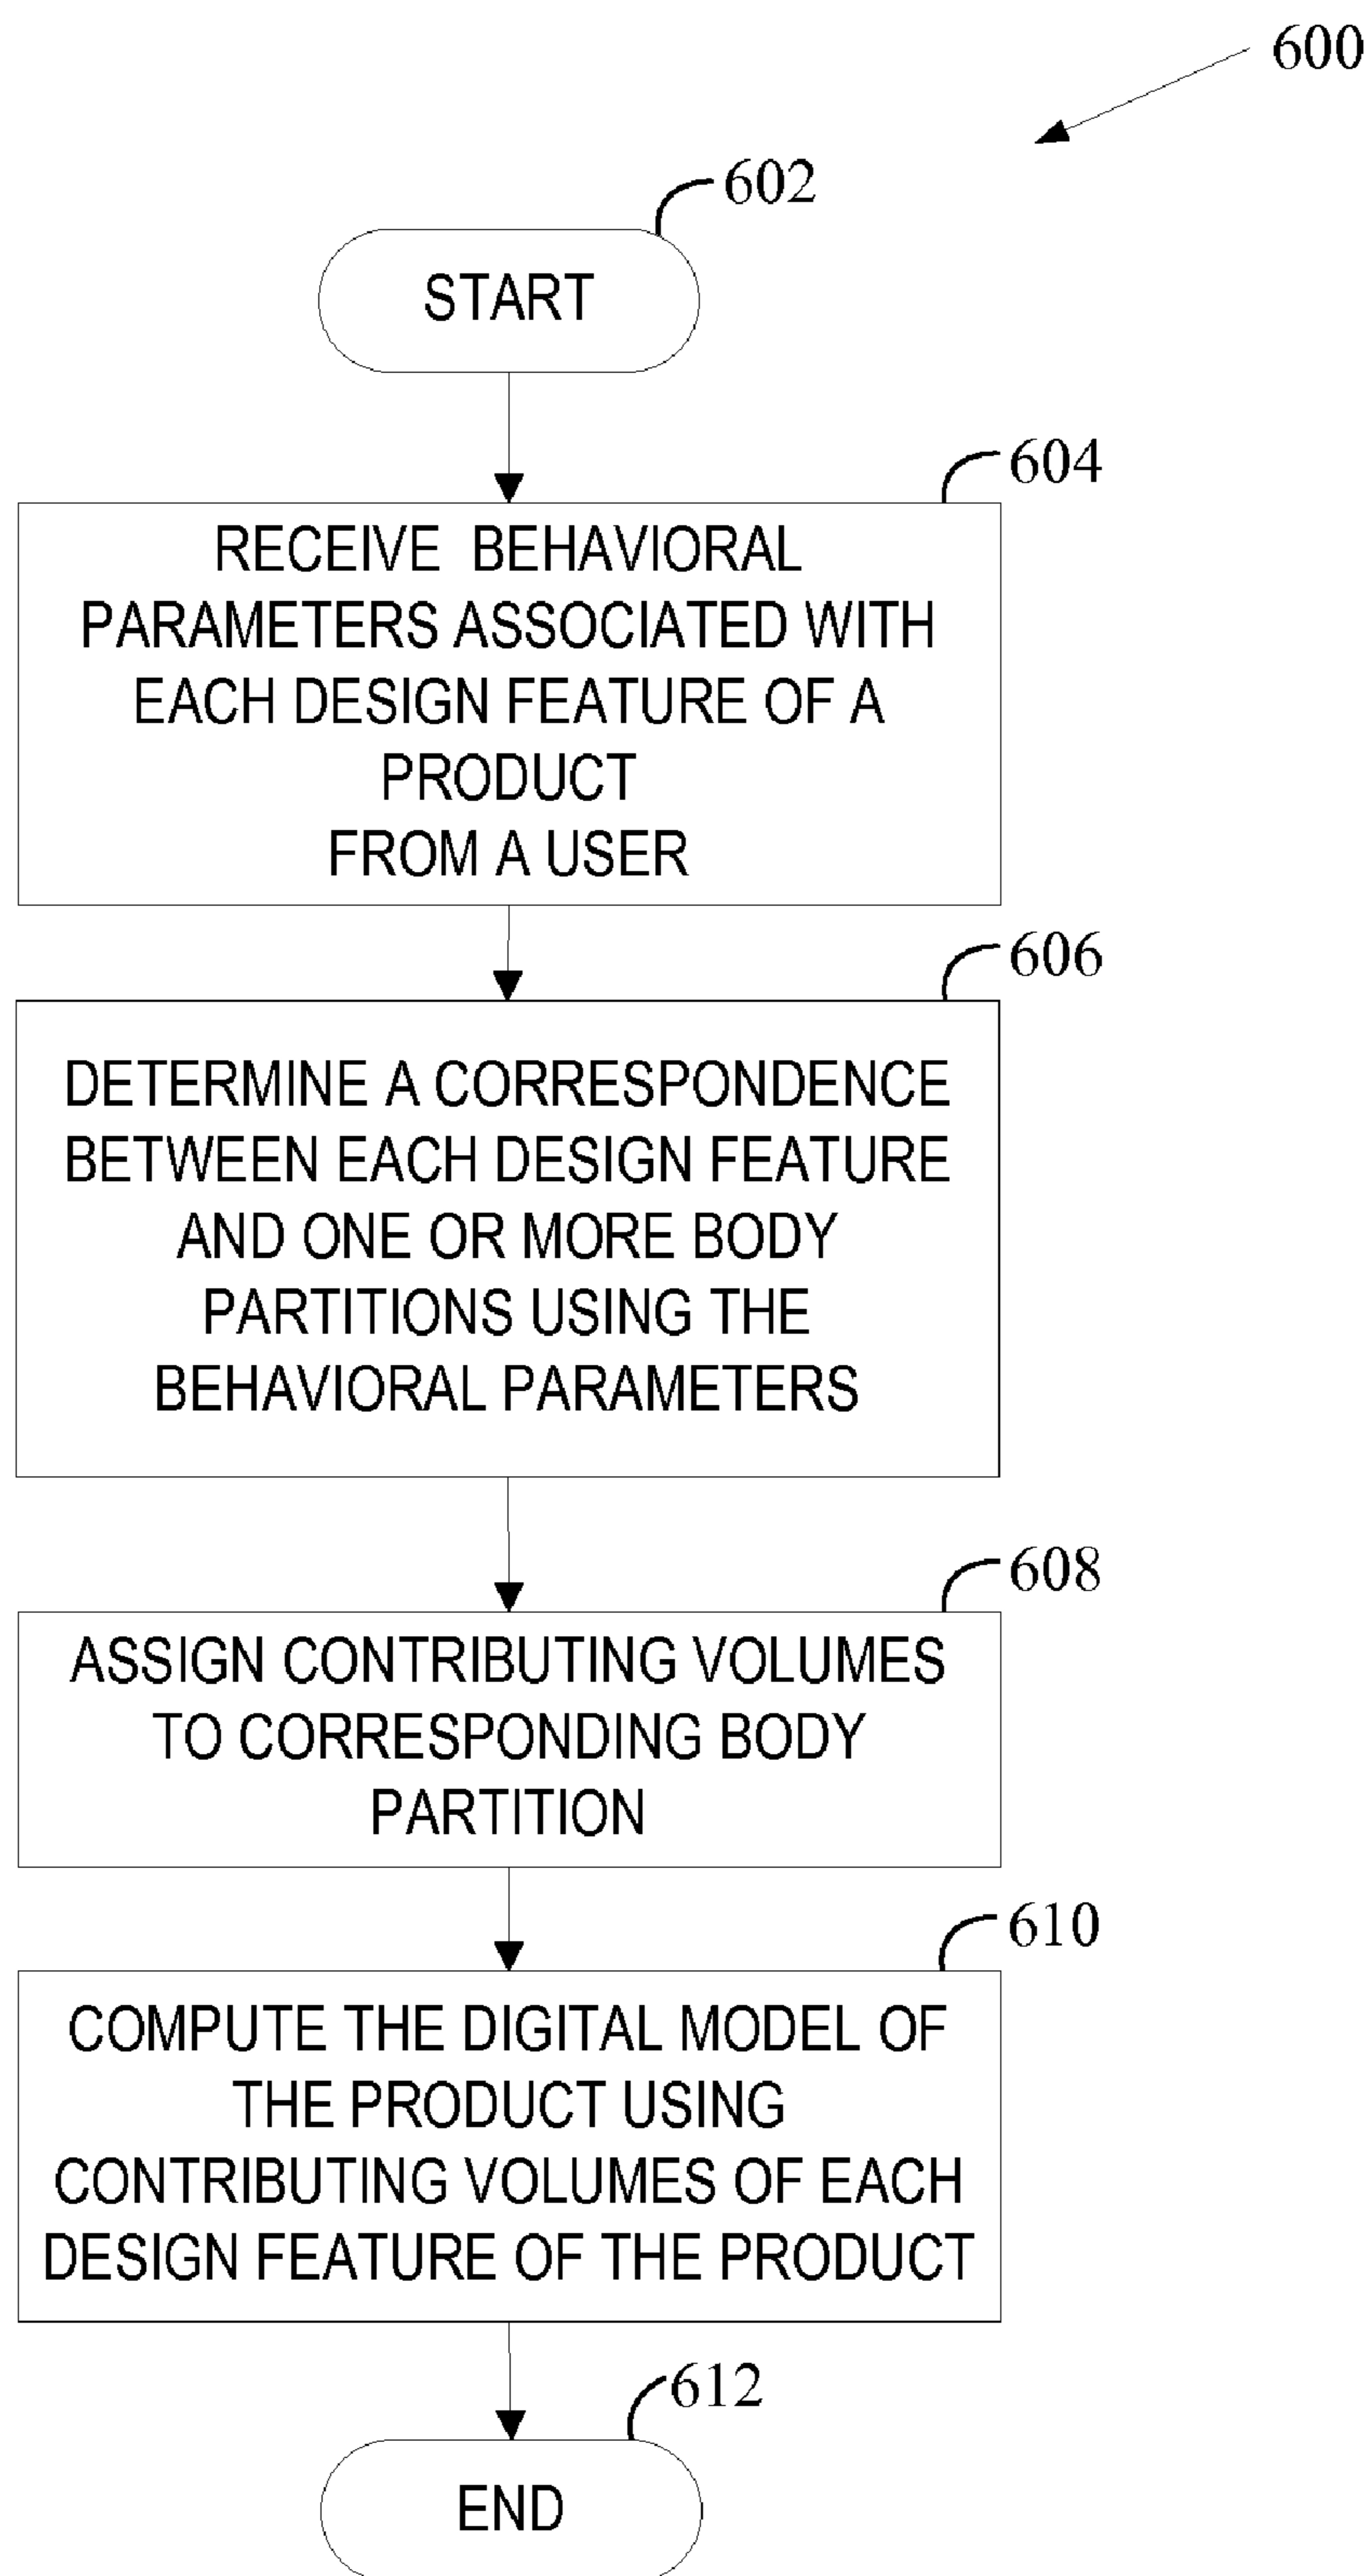 600
602
START
604
RECEIVE BEHAVIORAL
PARAMETERS ASSOCIATED WITH
EACH DESIGN FEATURE OF A
PRODUCT
FROM A USER
606
DETERMINE A CORRESPONDENCE
BETWEEN EACH DESIGN FEATURE
AND ONE OR MORE BODY
PARTITIONS USING THE
BEHAVIORAL PARAMETERS
608
ASSIGN CONTRIBUTING VOLUMES
TO CORRESPONDING BODY
PARTITION
610
COMPUTE THE DIGITAL MODEL OF
THE PRODUCT USING
CONTRIBUTING VOLUMES OF EACH
DESIGN FEATURE OF THE PRODUCT
612
END